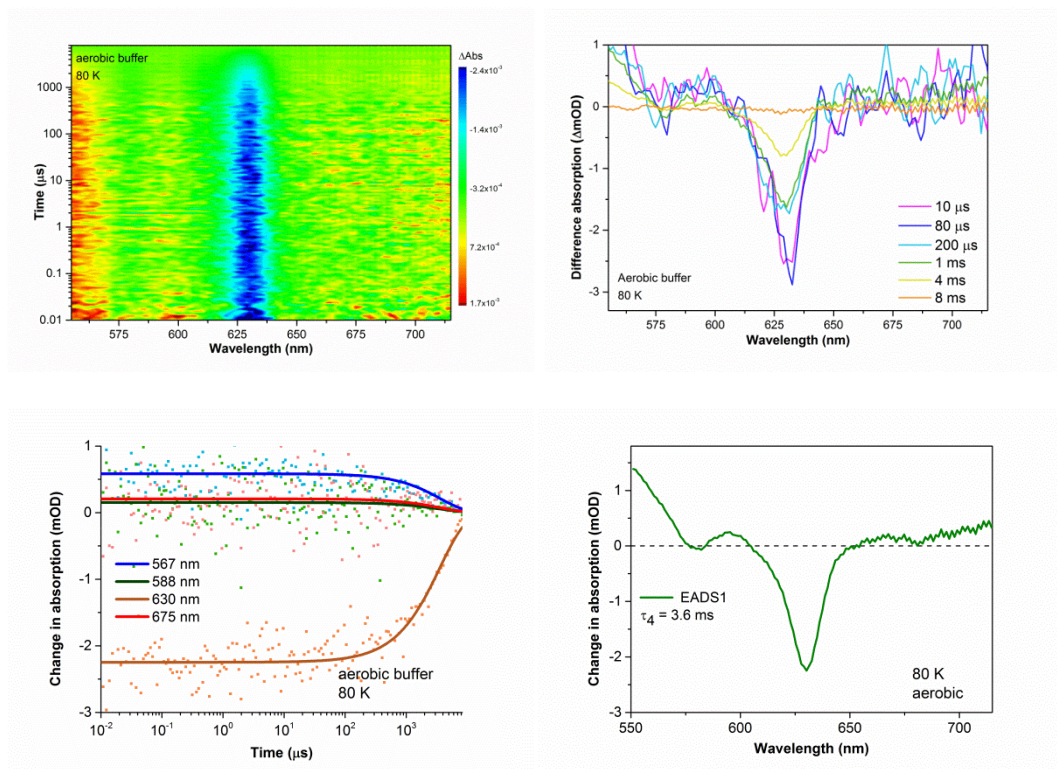 aerobic buffer
80 K
ΔAbs
-2.4x10⁻³
-1.4x10⁻³
-3.2x10⁻⁴
7.2x10⁻⁴
1.7x10⁻³
1000
100
10
1
0.1
0.01
Time (μs)
575 600 625 650 675 700
Wavelength (nm)
1
0
-1
-2
-3
Difference absorption (ΔmOD)
10 μs
80 μs
200 μs
1 ms
4 ms
8 ms
Aerobic buffer
80 K
575 600 625 650 675 700
Wavelength (nm)
1
0
-1
-2
-3
Change in absorption (mOD)
567 nm
588 nm
630 nm
675 nm
aerobic buffer
80 K
10⁻² 10⁻¹ 10⁰ 10¹ 10² 10³
Time (μs)
2
1
0
-1
-2
-3
Change in absorption (mOD)
EADS1
τ₄ = 3.6 ms
80 K
aerobic
550 600 650 700
Wavelength (nm)